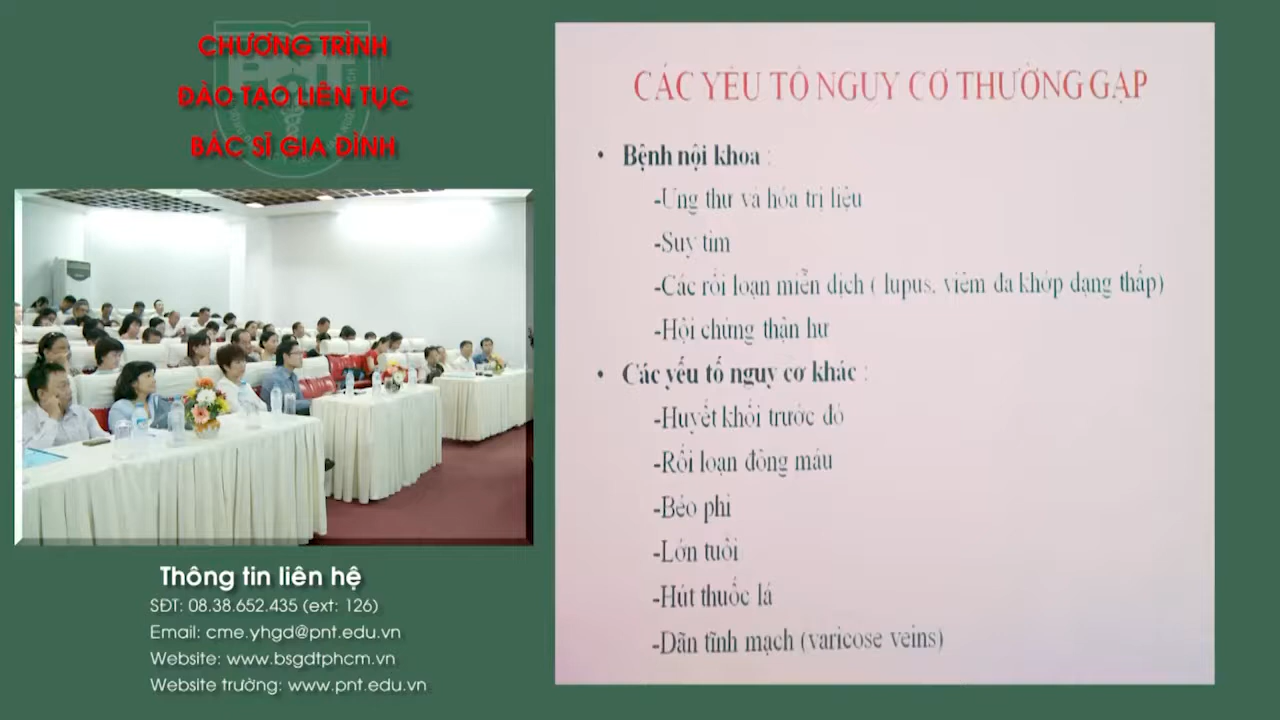 CHƯƠNG TRÌNH
ĐÀO TẠO LIÊN TỤC
BÁC SĨ GIA ĐÌNH
PNT
Thông tin liên hệ
SĐT: 08.38.652.435 (ext: 126)
Email: cme.yhgd@pnt.edu.vn
Website: www.bsgdtphcm.vn
Website trường: www.pnt.edu.vn
CÁC YẾU TỐ NGUY CƠ THƯỜNG GẶP
• Bệnh nội khoa :
-Ung thư và hóa trị liệu
-Suy tim
-Các rối loạn miễn dịch ( lupus, viêm đa khớp dạng thấp)
-Hội chứng thận hư
• Các yếu tố nguy cơ khác :
-Huyết khối trước đó
-Rối loạn đông máu
-Béo phì
-Lớn tuổi
-Hút thuốc lá
-Dãn tĩnh mạch (varicose veins)